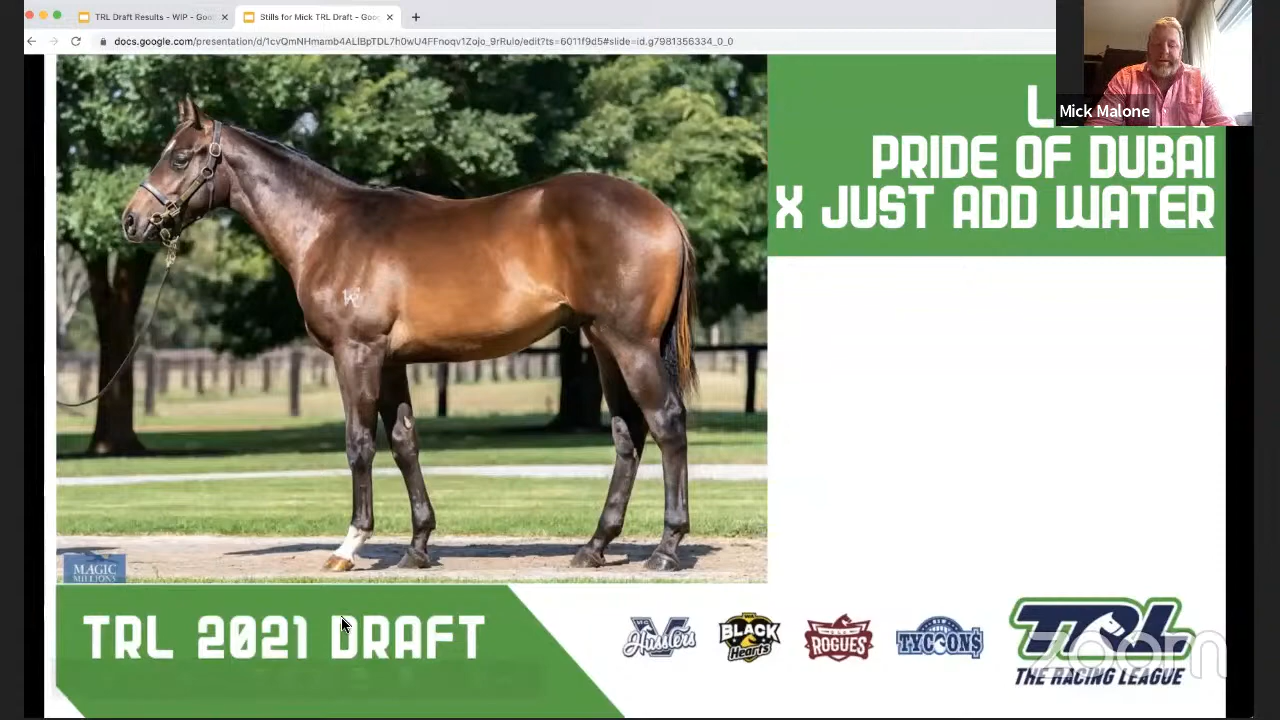 TRL Draft Results - WIP - Goo
Stills for Mick TRL Draft - Goo
docs.google.com/presentation/d/1cvQmNHmamb4ALlBpTDL7h0wU4FFnoqv1Zojo_9rRulo/edit?ts=6011f9d5#slide=id.g7981356334_0_0
Mick Malone
PRIDE OF DUBAI
X JUST ADD WATER
MAGIC
MILLIONS
TRL 2021 DRAFT
Hustlers
BLACK
Hearts
ROGUES
TYCOONS
TRL
THE RACING LEAGUE
zoom